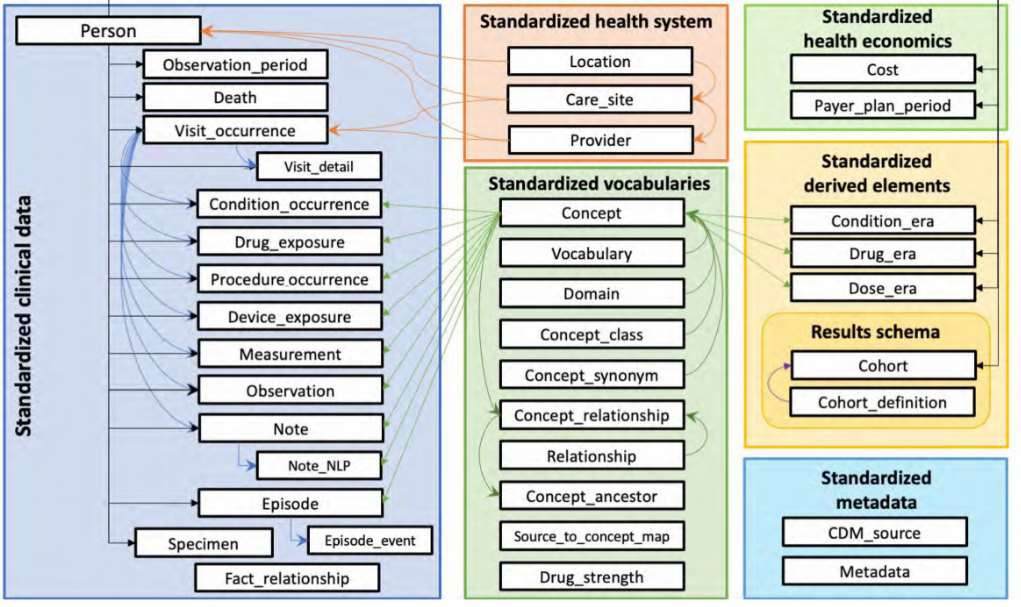 Standardized clinical data
Person
Observation_period
Death
Visit_occurrence
Visit_detail
Condition_occurrence
Drug_exposure
Procedure_occurrence
Device_exposure
Measurement
Observation
Note
Note_NLP
Episode
Episode_event
Specimen
Fact_relationship
Standardized health system
Location
Care_site
Provider
Standardized vocabularies
Concept
Vocabulary
Domain
Concept_class
Concept_synonym
Concept_relationship
Relationship
Concept_ancestor
Source_to_concept_map
Drug_strength
Standardized
health economics
Cost
Payer_plan_period
Standardized
derived elements
Condition_era
Drug_era
Dose_era
Results schema
Cohort
Cohort_definition
Standardized
metadata
CDM_source
Metadata